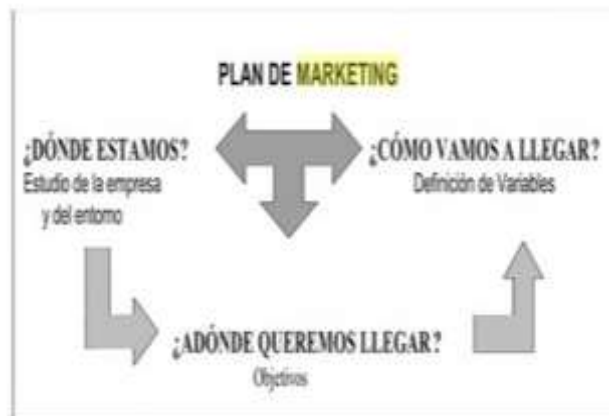 PLAN DE MARKETING
¿DÓNDE ESTAMOS?
Estudio de la empresa
y del entorno
¿CÓMO VAMOS A LLEGAR?
Definición de Variables
¿ADÓNDE QUEREMOS LLEGAR?
Objetivos